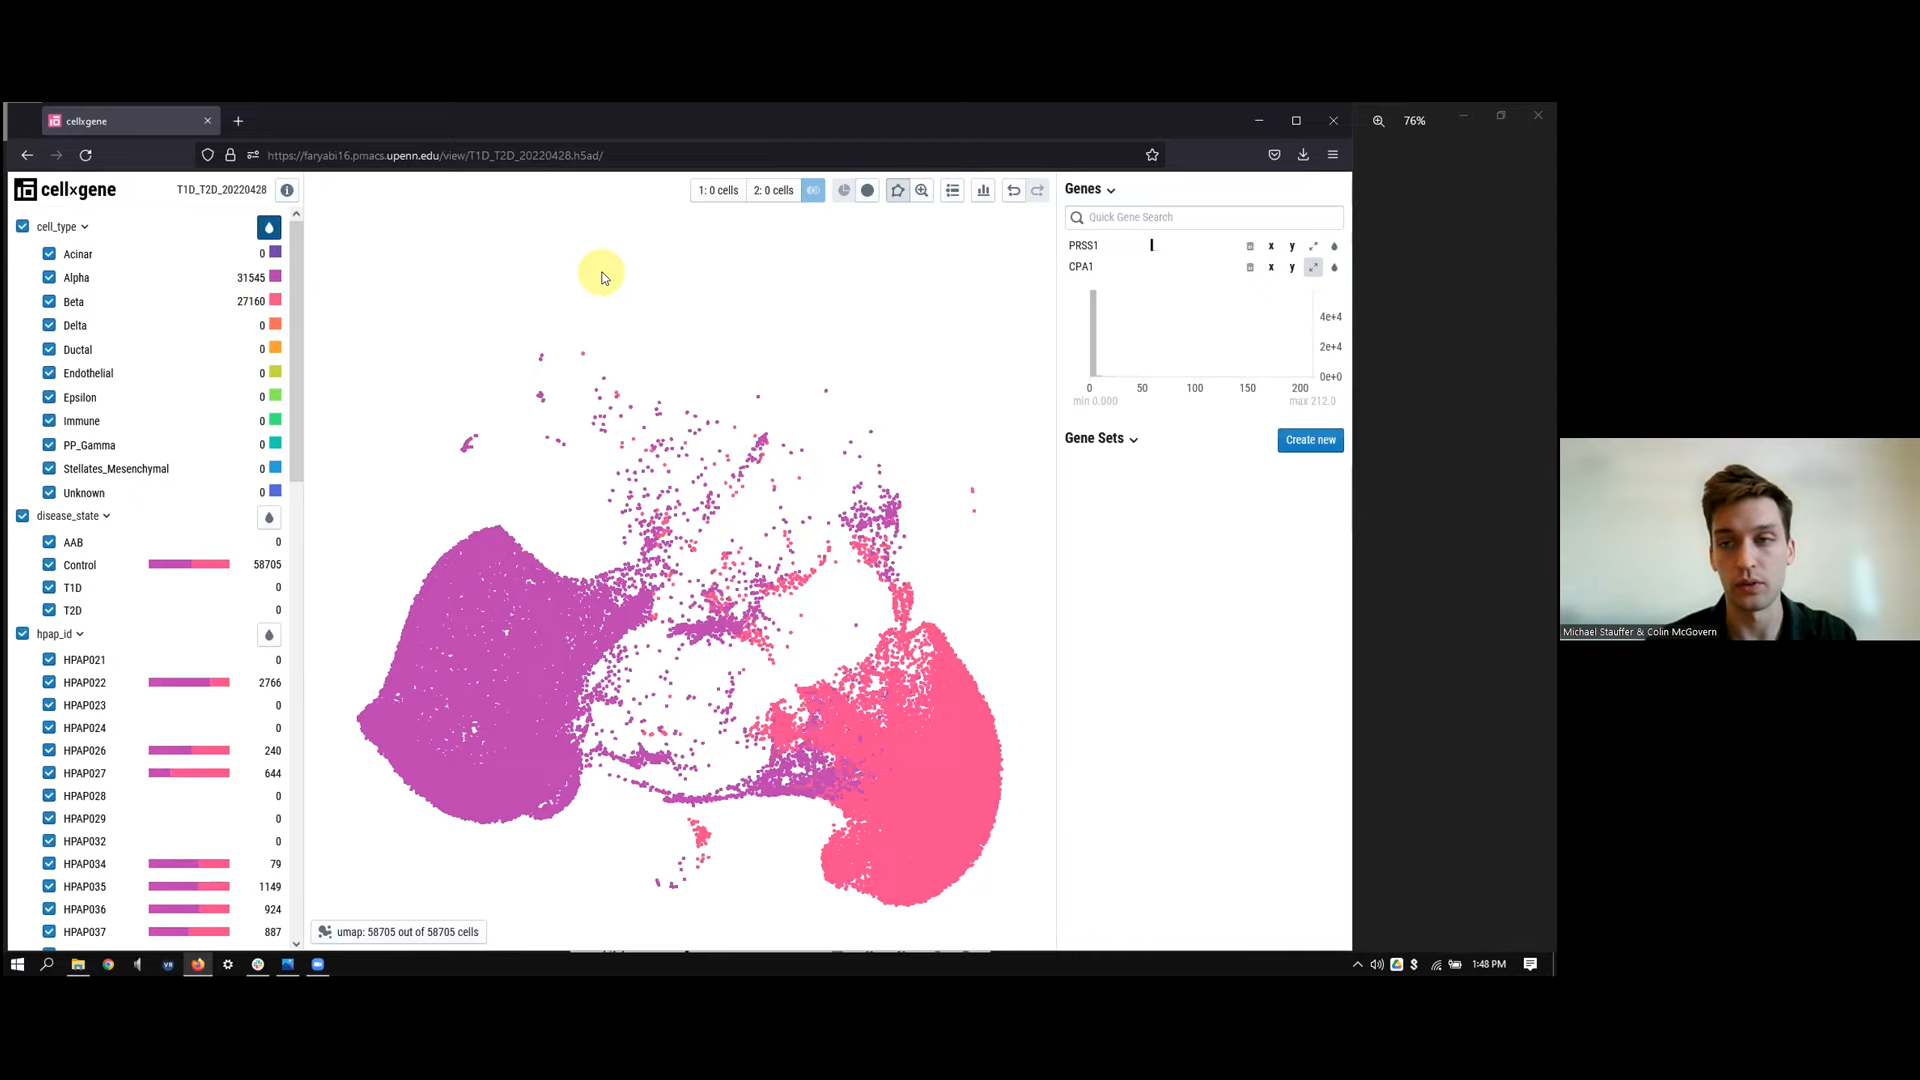 cellxgene
76%
https://faryabi16.pmacs.upenn.edu/view/T1D_T2D_20220428.h5ad/
cellxgene
T1D_T2D_20220428
1: 0 cells
2: 0 cells
Genes
Quick Gene Search
PRSS1
x
y
CPA1
x
y
4e+4
2e+4
0e+0
0
50
100
150
200
min 0.000
max 212.0
Gene Sets
Create new
cell_type
Acinar 0
Alpha 31545
Beta 27160
Delta 0
Ductal 0
Endothelial 0
Epsilon 0
Immune 0
PP_Gamma 0
Stellates_Mesenchymal 0
Unknown 0
disease_state
AAB 0
Control 58705
T1D 0
T2D 0
hpap_id
HPAP021 0
HPAP022 2766
HPAP023 0
HPAP024 0
HPAP026 240
HPAP027 644
HPAP028 0
HPAP029 0
HPAP032 0
HPAP034 79
HPAP035 1149
HPAP036 924
HPAP037 887
umap: 58705 out of 58705 cells
Michael Stauffer & Colin McGovern
1:48 PM